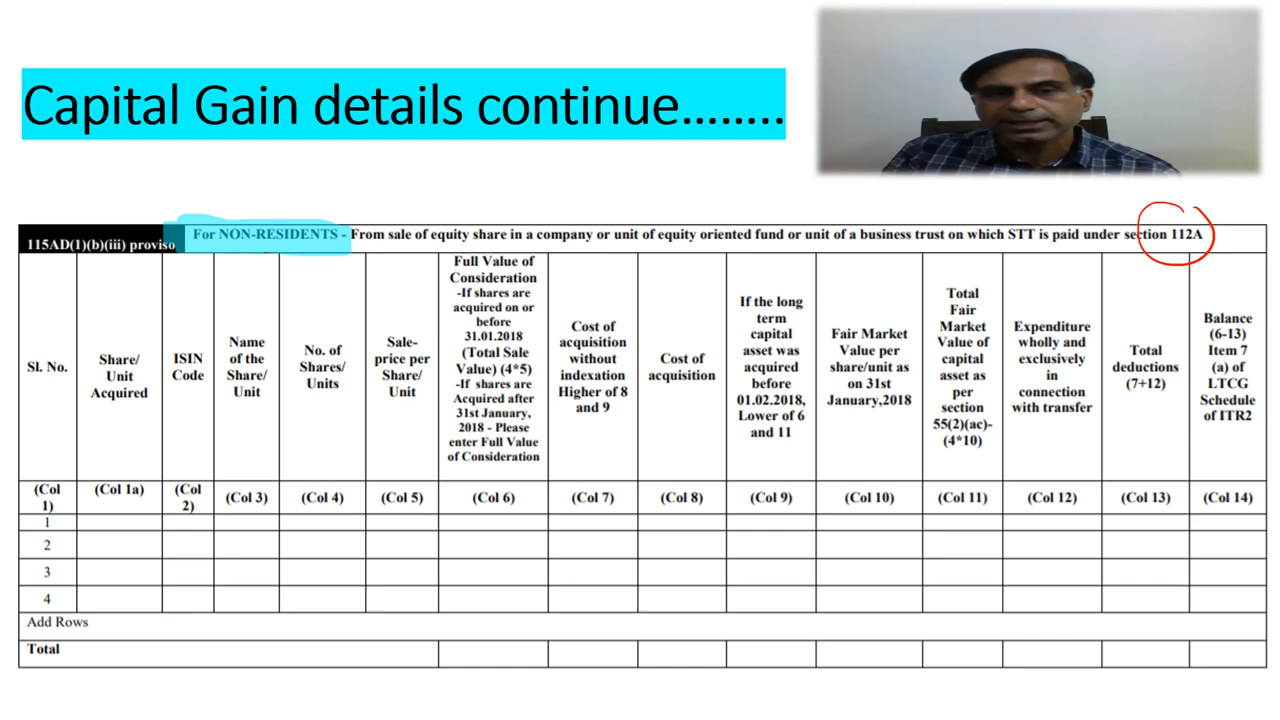 Capital Gain details continue……..
115AD(1)(b)(iii) proviso
For NON-RESIDENTS - From sale of equity share in a company or unit of equity oriented fund or unit of a business trust on which STT is paid under section 112A
Sl. No.
Share/
Unit
Acquired
ISIN
Code
Name
of the
Share/
Unit
No. of
Shares/
Units
Sale-
price per
Share/
Unit
Full Value of
Consideration
-If shares are
acquired on or
before
31.01.2018
(Total Sale
Value) (4*5)
-If shares are
Acquired after
31st January,
2018 - Please
enter Full Value
of Consideration
Cost of
acquisition
without
indexation
Higher of 8
and 9
Cost of
acquisition
If the long
term
capital
asset was
acquired
before
01.02.2018,
Lower of 6
and 11
Fair Market
Value per
share/unit as
on 31st
January,2018
Total
Fair
Market
Value of
capital
asset as
per
section
55(2)(ac)-
(4*10)
Expenditure
wholly and
exclusively
in
connection
with transfer
Total
deductions
(7+12)
Balance
(6-13)
Item 7
(a) of
LTCG
Schedule
of ITR2
(Col
1)
(Col 1a)
(Col
2)
(Col 3)
(Col 4)
(Col 5)
(Col 6)
(Col 7)
(Col 8)
(Col 9)
(Col 10)
(Col 11)
(Col 12)
(Col 13)
(Col 14)
1
2
3
4
Add Rows
Total